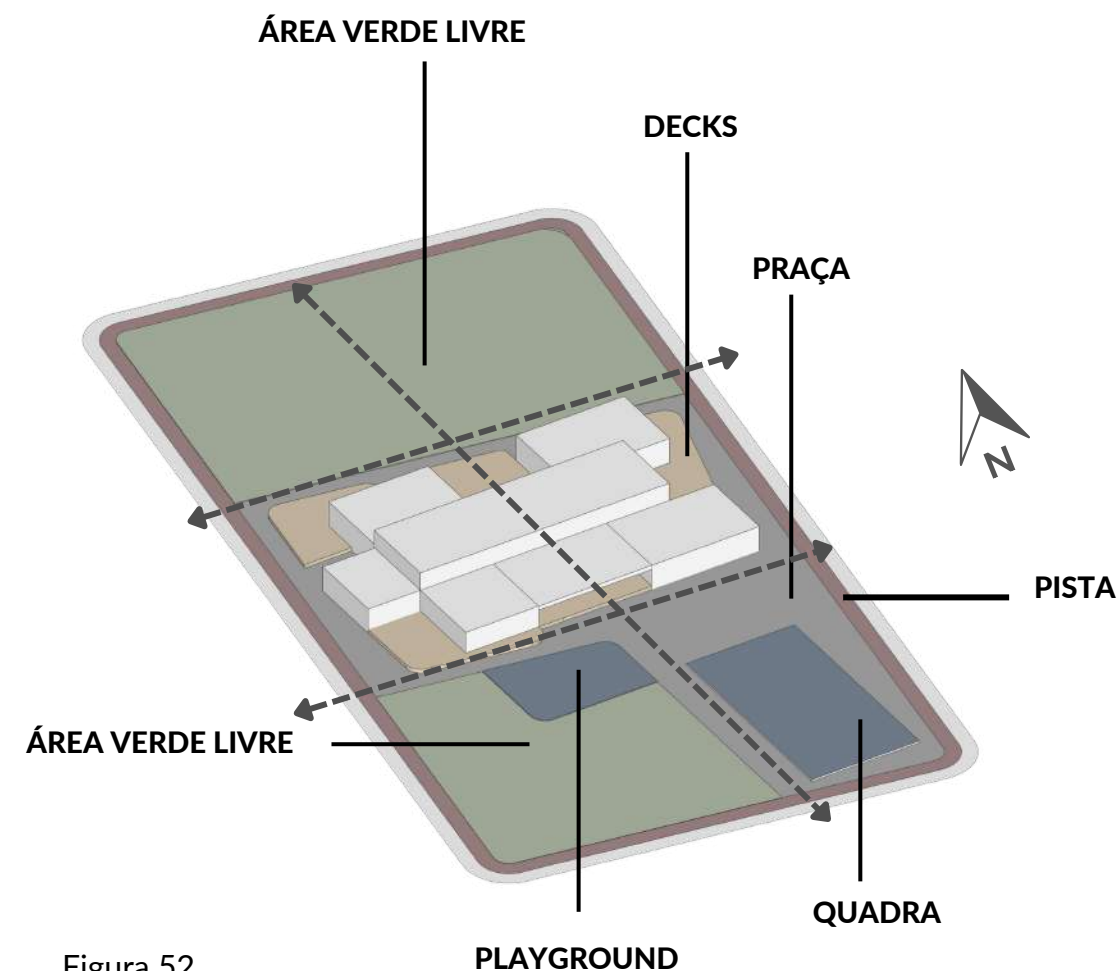 ÁREA VERDE LIVRE
DECKS
PRAÇA
N
PISTA
ÁREA VERDE LIVRE
QUADRA
PLAYGROUND
Figura 52